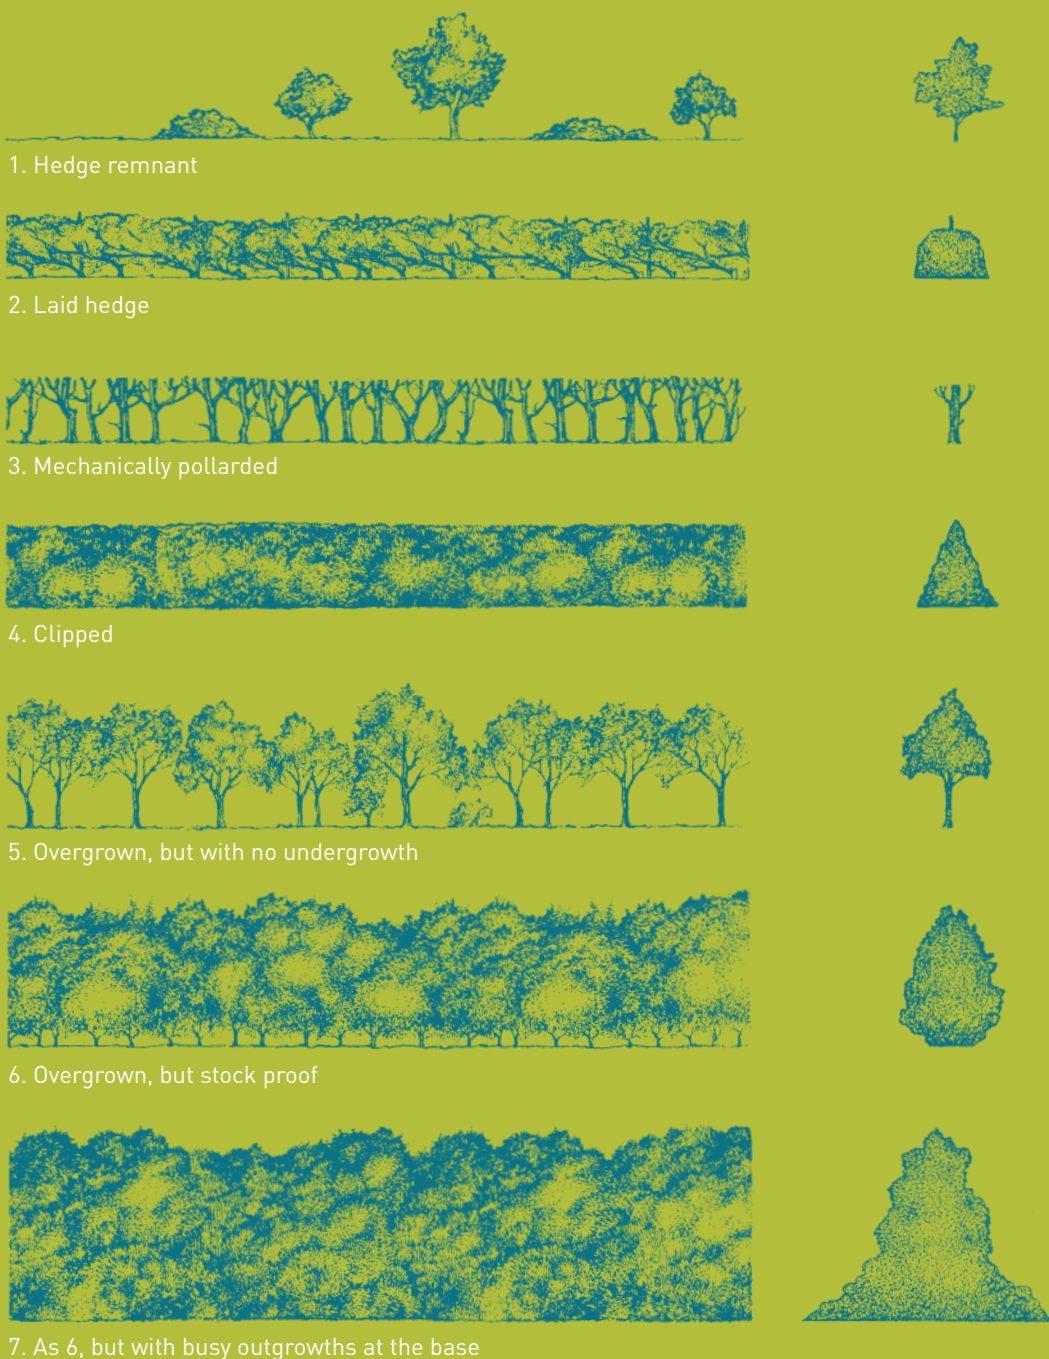 1. Hedge remnant
2. Laid hedge
3. Mechanically pollarded
4. Clipped
5. Overgrown, but with no undergrowth
6. Overgrown, but stock proof
7. As 6, but with busy outgrowths at the base